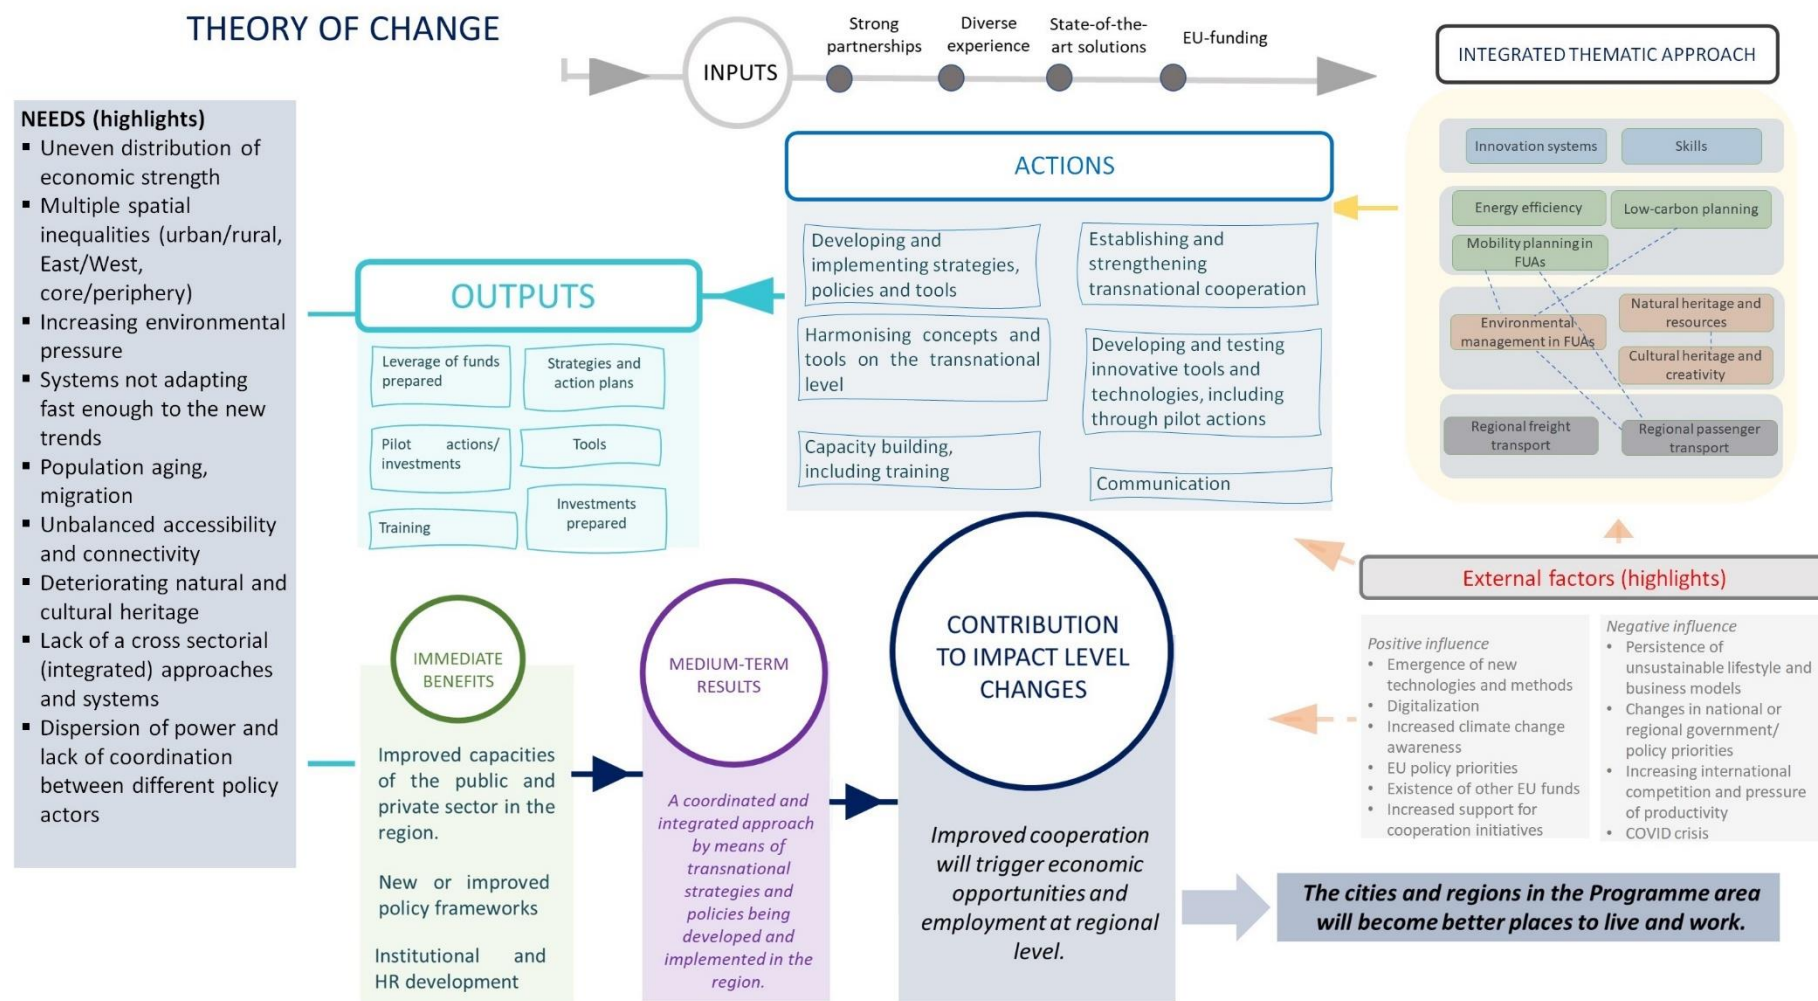 THEORY OF CHANGE
INPUTS
Strong
partnerships
Diverse
experience
State-of-the-
art solutions
EU-funding
INTEGRATED THEMATIC APPROACH
NEEDS (highlights)
▪ Uneven distribution of
economic strength
▪ Multiple spatial
inequalities (urban/rural,
East/West,
core/periphery)
▪ Increasing environmental
pressure
▪ Systems not adapting
fast enough to the new
trends
▪ Population aging,
migration
▪ Unbalanced accessibility
and connectivity
▪ Deteriorating natural and
cultural heritage
▪ Lack of a cross sectorial
(integrated) approaches
and systems
▪ Dispersion of power and
lack of coordination
between different policy
actors
OUTPUTS
Leverage of funds
prepared
Strategies and
action plans
Pilot actions/
investments
Tools
Training
Investments
prepared
ACTIONS
Developing and
implementing strategies,
policies and tools
Establishing and
strengthening
transnational cooperation
Harmonising concepts and
tools on the transnational
level
Developing and testing
innovative tools and
technologies, including
through pilot actions
Capacity building,
including training
Communication
Innovation systems
Skills
Energy efficiency
Low-carbon planning
Mobility planning in
FUAs
Natural heritage and
resources
Environmental
management in FUAs
Cultural heritage and
creativity
Regional freight
transport
Regional passenger
transport
External factors (highlights)
Positive influence
• Emergence of new
technologies and methods
• Digitalization
• Increased climate change
awareness
• EU policy priorities
• Existence of other EU funds
• Increased support for
cooperation initiatives
Negative influence
• Persistence of
unsustainable lifestyle and
business models
• Changes in national or
regional government/
policy priorities
• Increasing international
competition and pressure
of productivity
• COVID crisis
IMMEDIATE
BENEFITS
Improved capacities
of the public and
private sector in the
region.
New or improved
policy frameworks
Institutional and
HR development
MEDIUM-TERM
RESULTS
A coordinated and
integrated approach
by means of
transnational
strategies and
policies being
developed and
implemented in the
region.
CONTRIBUTION
TO IMPACT LEVEL
CHANGES
Improved cooperation
will trigger economic
opportunities and
employment at regional
level.
The cities and regions in the Programme area
will become better places to live and work.